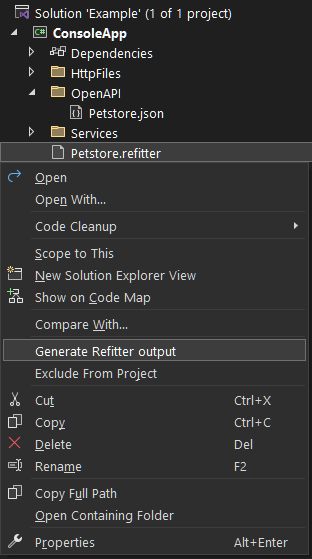 Solution 'Example' (1 of 1 project)
C# ConsoleApp
Dependencies
HttpFiles
OpenAPI
{} Petstore.json
Services
Petstore.refitter
Open
Open With...
Code Cleanup
Scope to This
New Solution Explorer View
Show on Code Map
Compare With...
Generate Refitter output
Exclude From Project
Cut Ctrl+X
Copy Ctrl+C
Delete Del
Rename F2
Copy Full Path
Open Containing Folder
Properties Alt+Enter